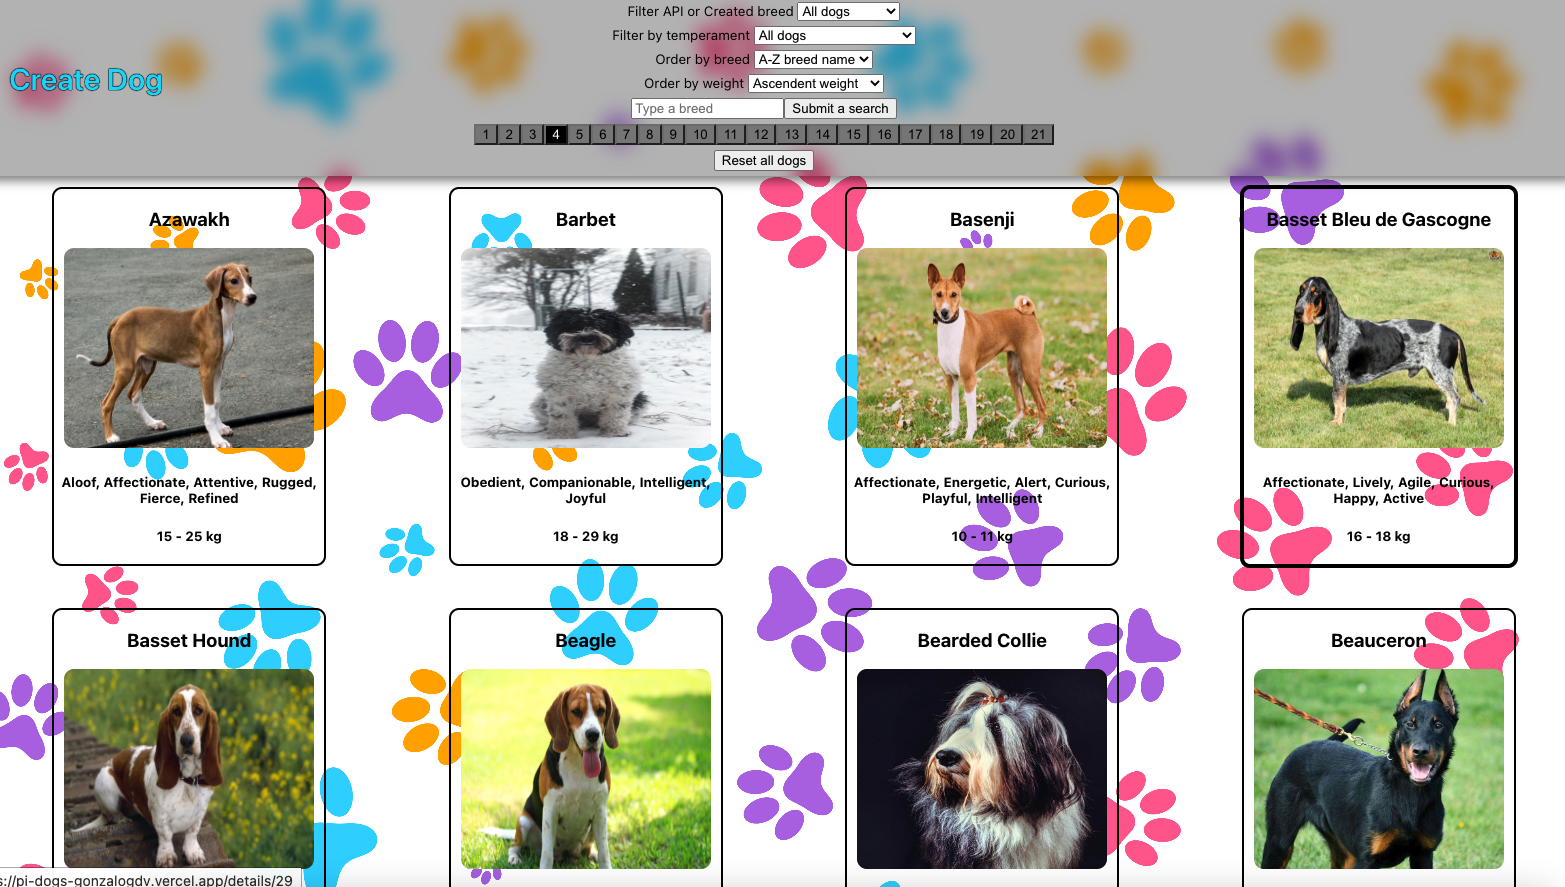 Filter API or Created breed All dogs
Filter by temperament All dogs
Order by breed A-Z breed name
Create Dog
Order by weight Ascendent weight
Type a breed Submit a search
1 2 3 4 5 6 7 8 9 10 11 12 13 14 15 16 17 18 19 20 21
Reset all dogs
Azawakh
Aloof, Affectionate, Attentive, Rugged,
Fierce, Refined
15 - 25 kg
Barbet
Obedient, Companionable, Intelligent,
Joyful
18 - 29 kg
Basenji
Affectionate, Energetic, Alert, Curious,
Playful, Intelligent
10 - 11 kg
Basset Bleu de Gascogne
Affectionate, Lively, Agile, Curious,
Happy, Active
16 - 18 kg
Basset Hound
Beagle
Bearded Collie
Beauceron
s://pi-dogs-gonzalogdv.vercel.app/details/29